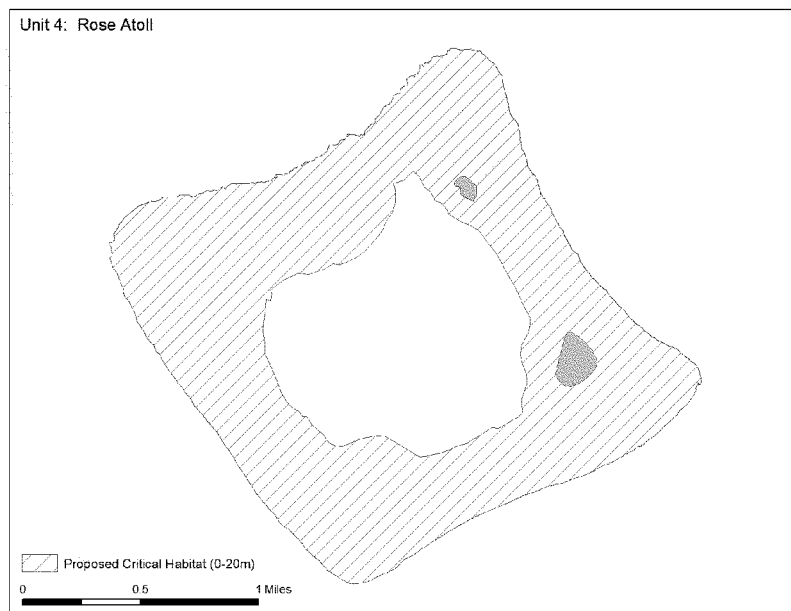 Unit 4: Rose Atoll
Proposed Critical Habitat (0-20m)
0 0.5 1 Miles